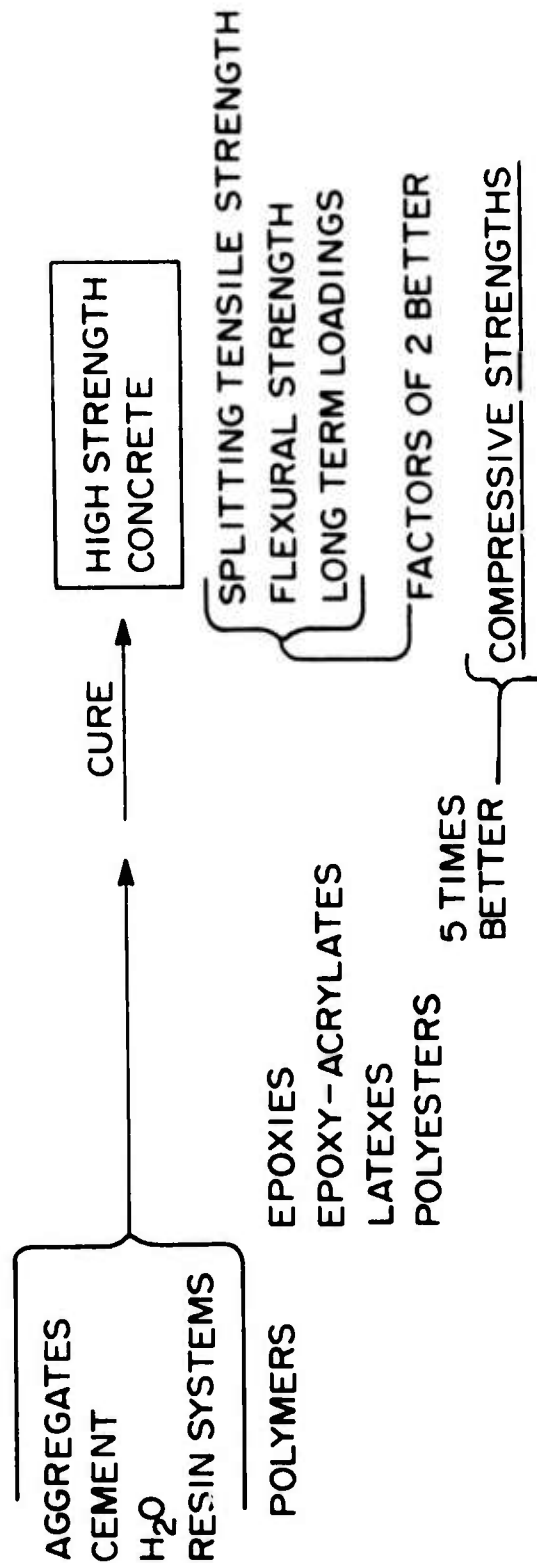 AGGREGATES
CEMENT
H₂O
RESIN SYSTEMS
POLYMERS
EPOXIES
EPOXY-ACRYLATES
LATEXES
POLYESTERS
CURE
HIGH STRENGTH
CONCRETE
SPLITTING TENSILE STRENGTH
FLEXURAL STRENGTH
LONG TERM LOADINGS
FACTORS OF 2 BETTER
5 TIMES
BETTER
COMPRESSIVE STRENGTHS